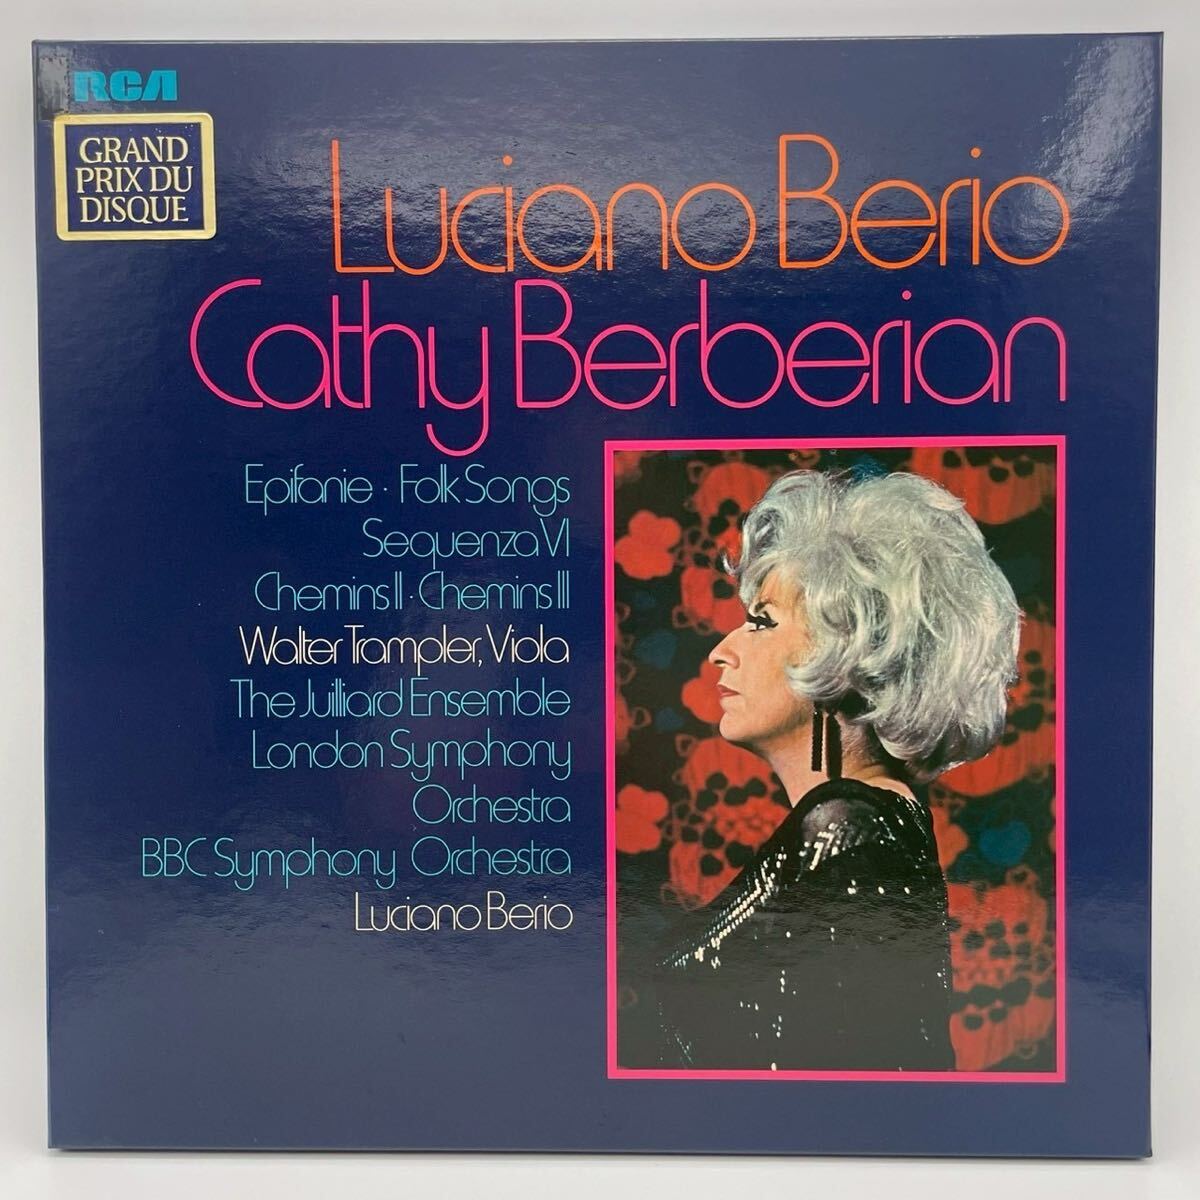 RCA
GRAND
PRIX DU
DISQUE
Luciano Berio
Cathy Berberian
Epifanie · Folk Songs
Sequenza VI
Chemins II · Chemins III
Walter Trampler, Viola
The Juilliard Ensemble
London Symphony
Orchestra
BBC Symphony Orchestra
Luciano Berio